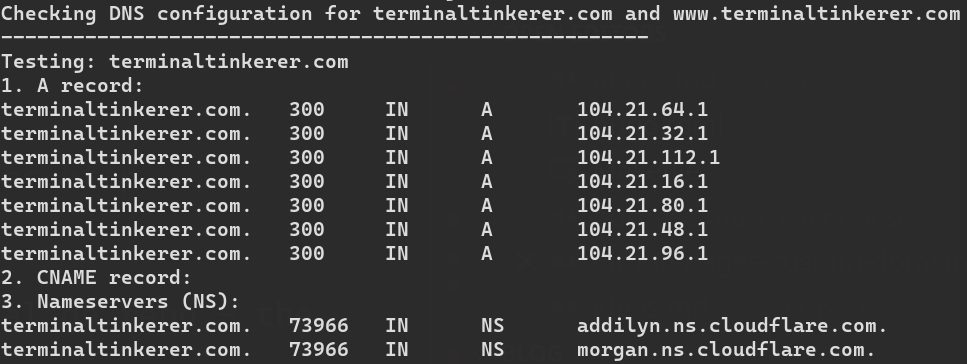 Checking DNS configuration for terminaltinkerer.com and www.terminaltinkerer.com
------------------------------------------------------
Testing: terminaltinkerer.com
1. A record:
terminaltinkerer.com.   300     IN      A       104.21.64.1
terminaltinkerer.com.   300     IN      A       104.21.32.1
terminaltinkerer.com.   300     IN      A       104.21.112.1
terminaltinkerer.com.   300     IN      A       104.21.16.1
terminaltinkerer.com.   300     IN      A       104.21.80.1
terminaltinkerer.com.   300     IN      A       104.21.48.1
terminaltinkerer.com.   300     IN      A       104.21.96.1
2. CNAME record:
3. Nameservers (NS):
terminaltinkerer.com.   73966   IN      NS      addilyn.ns.cloudflare.com.
terminaltinkerer.com.   73966   IN      NS      morgan.ns.cloudflare.com.